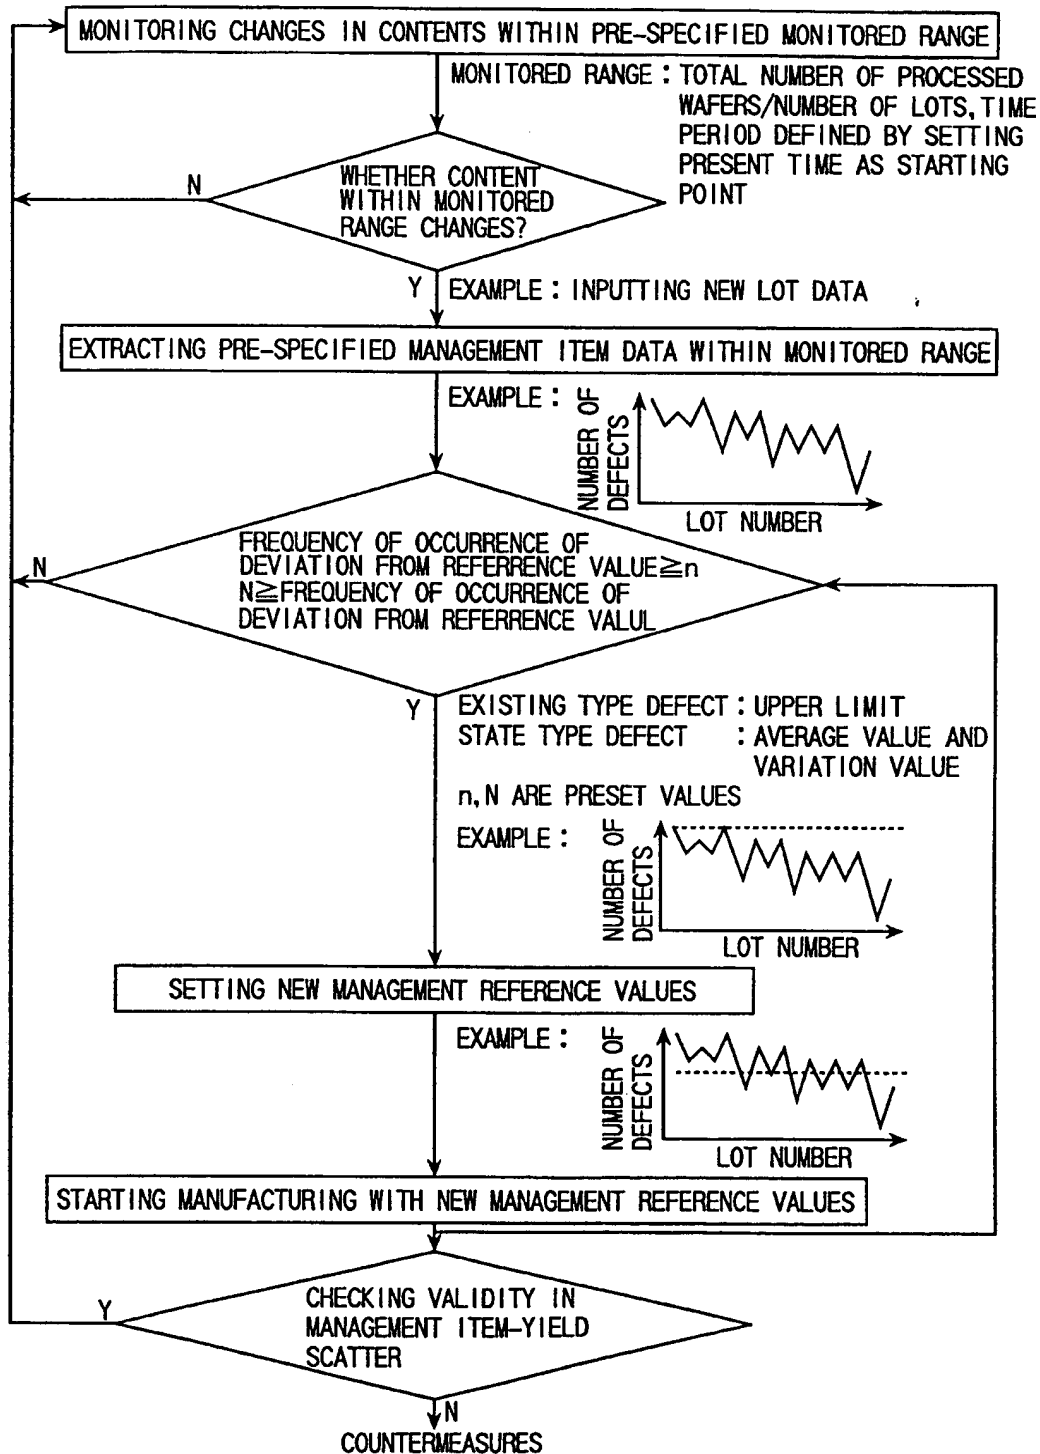 MONITORING CHANGES IN CONTENTS WITHIN PRE-SPECIFIED MONITORED RANGE
MONITORED RANGE : TOTAL NUMBER OF PROCESSED
WAFERS/NUMBER OF LOTS, TIME
PERIOD DEFINED BY SETTING
PRESENT TIME AS STARTING
POINT
WHETHER CONTENT
WITHIN MONITORED
RANGE CHANGES?
N
Y
EXAMPLE : INPUTTING NEW LOT DATA
EXTRACTING PRE-SPECIFIED MANAGEMENT ITEM DATA WITHIN MONITORED RANGE
EXAMPLE :
NUMBER OF
DEFECTS
LOT NUMBER
FREQUENCY OF OCCURRENCE OF
DEVIATION FROM REFERRENCE VALUE≧n
N≧FREQUENCY OF OCCURRENCE OF
DEVIATION FROM REFERRENCE VALUL
N
Y
EXISTING TYPE DEFECT : UPPER LIMIT
STATE TYPE DEFECT : AVERAGE VALUE AND
VARIATION VALUE
n, N ARE PRESET VALUES
EXAMPLE :
NUMBER OF
DEFECTS
LOT NUMBER
SETTING NEW MANAGEMENT REFERENCE VALUES
EXAMPLE :
NUMBER OF
DEFECTS
LOT NUMBER
STARTING MANUFACTURING WITH NEW MANAGEMENT REFERENCE VALUES
CHECKING VALIDITY IN
MANAGEMENT ITEM-YIELD
SCATTER
Y
N
COUNTERMEASURES